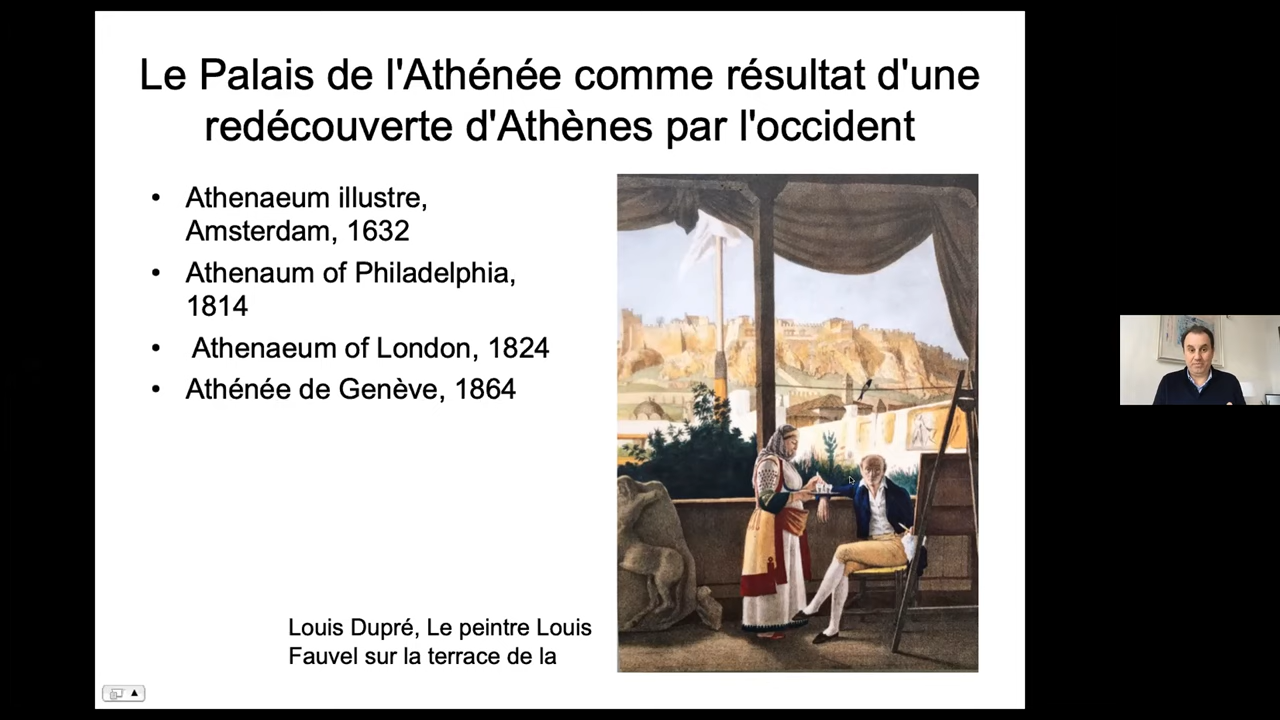 Le Palais de l'Athénée comme résultat d'une
redécouverte d'Athènes par l'occident
• Athenaeum illustre,
Amsterdam, 1632
• Athenaum of Philadelphia,
1814
• Athenaeum of London, 1824
• Athénée de Genève, 1864
Louis Dupré, Le peintre Louis
Fauvel sur la terrace de la